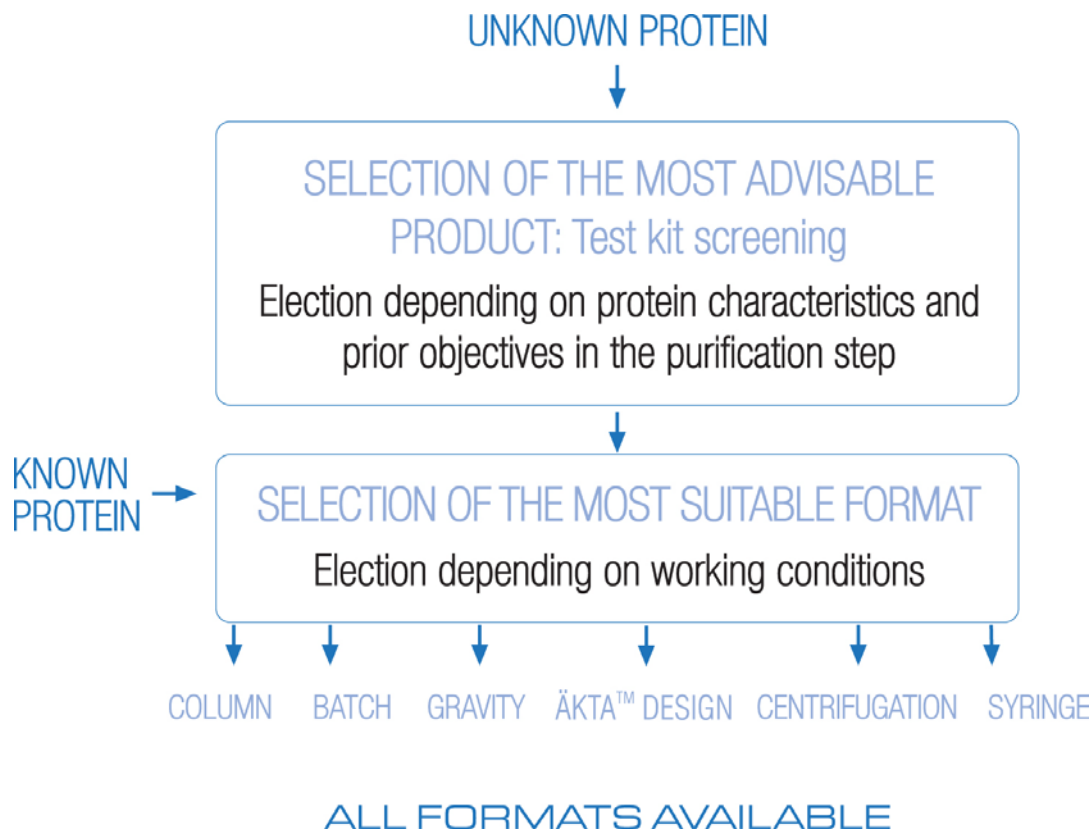 UNKNOWN PROTEIN
SELECTION OF THE MOST ADVISABLE
PRODUCT: Test kit screening
Election depending on protein characteristics and
prior objectives in the purification step
KNOWN
PROTEIN
SELECTION OF THE MOST SUITABLE FORMAT
Election depending on working conditions
COLUMN BATCH GRAVITY ÄKTA™ DESIGN CENTRIFUGATION SYRINGE
ALL FORMATS AVAILABLE